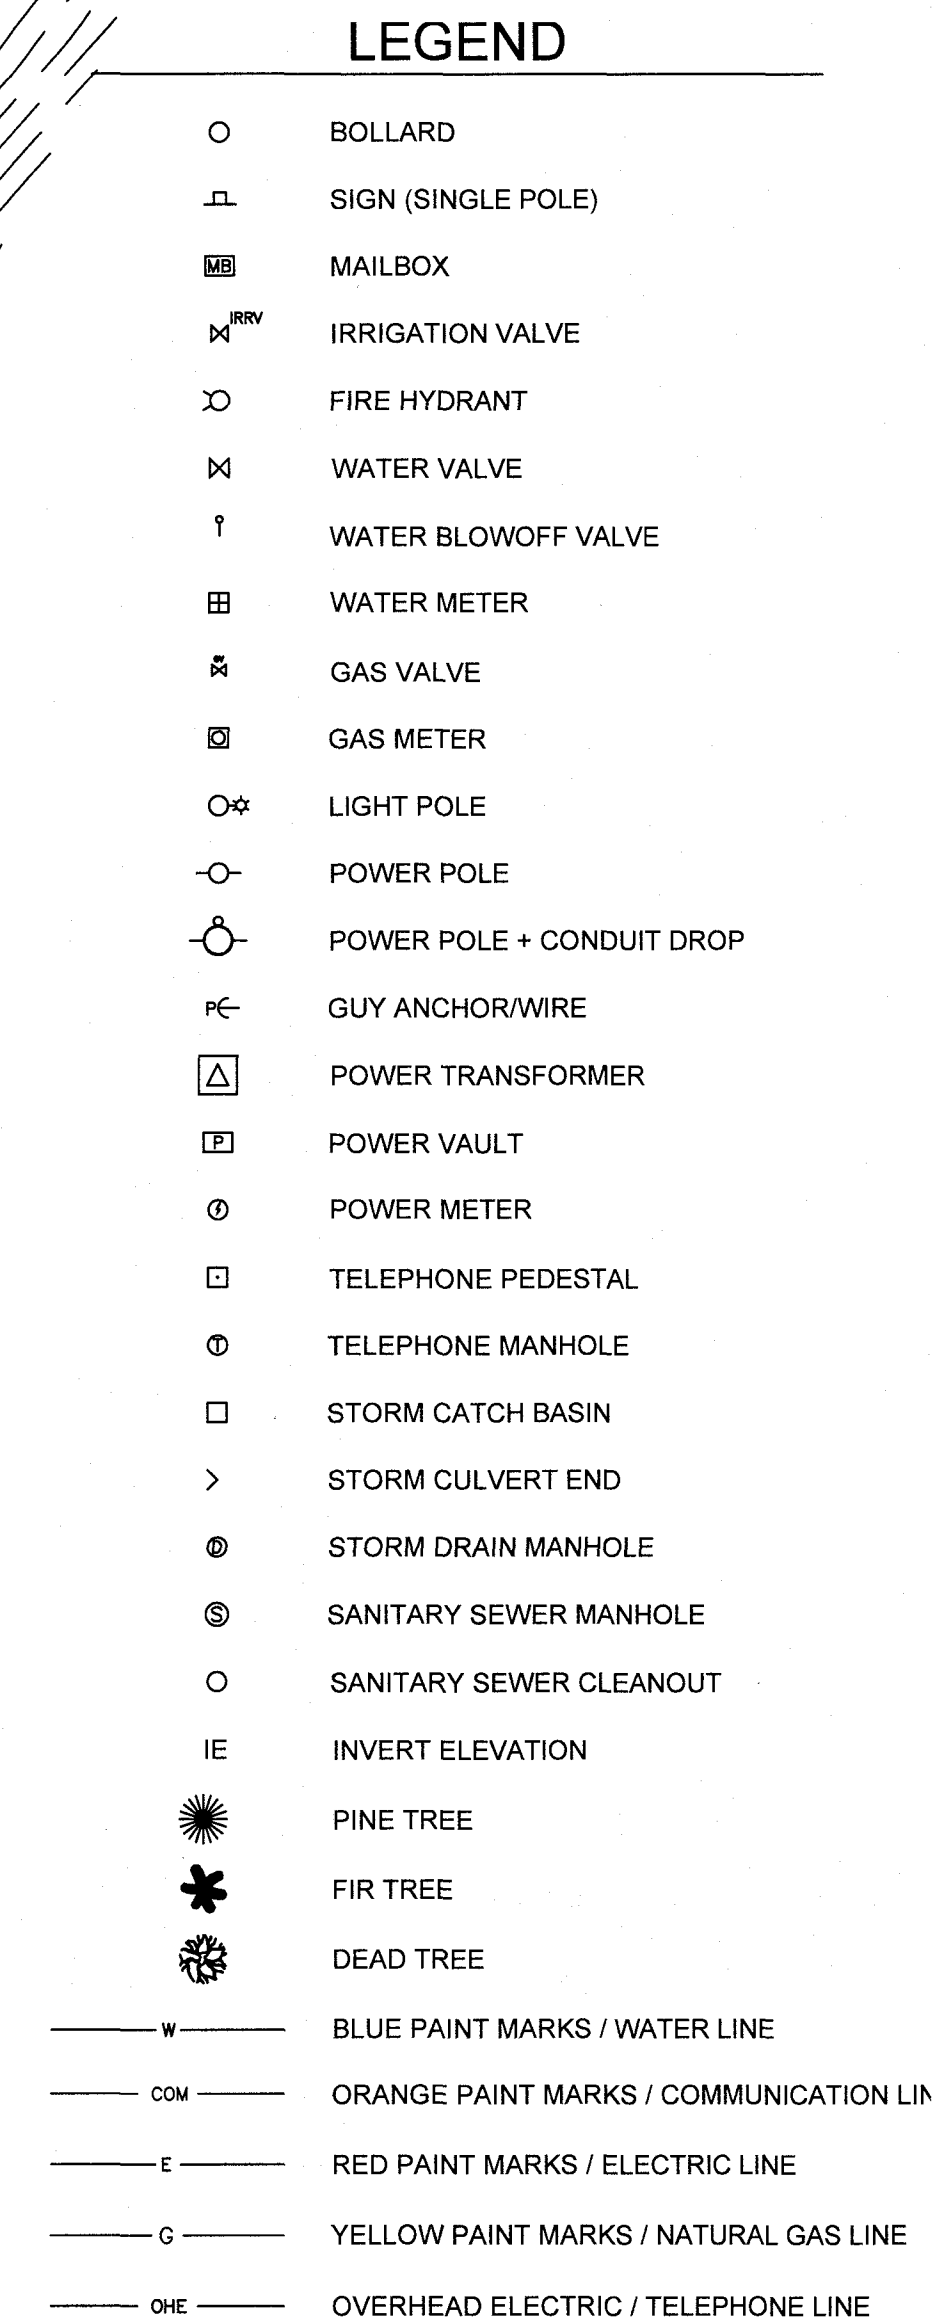 LEGEND
BOLLARD
SIGN (SINGLE POLE)
MB MAILBOX
IRRV IRRIGATION VALVE
FIRE HYDRANT
WATER VALVE
WATER BLOWOFF VALVE
WATER METER
GV GAS VALVE
GAS METER
LIGHT POLE
POWER POLE
POWER POLE + CONDUIT DROP
P GUY ANCHOR/WIRE
POWER TRANSFORMER
P POWER VAULT
POWER METER
TELEPHONE PEDESTAL
T TELEPHONE MANHOLE
STORM CATCH BASIN
STORM CULVERT END
D STORM DRAIN MANHOLE
S SANITARY SEWER MANHOLE
SANITARY SEWER CLEANOUT
IE INVERT ELEVATION
PINE TREE
FIR TREE
DEAD TREE
W BLUE PAINT MARKS / WATER LINE
COM ORANGE PAINT MARKS / COMMUNICATION LIN
E RED PAINT MARKS / ELECTRIC LINE
G YELLOW PAINT MARKS / NATURAL GAS LINE
OHE OVERHEAD ELECTRIC / TELEPHONE LINE